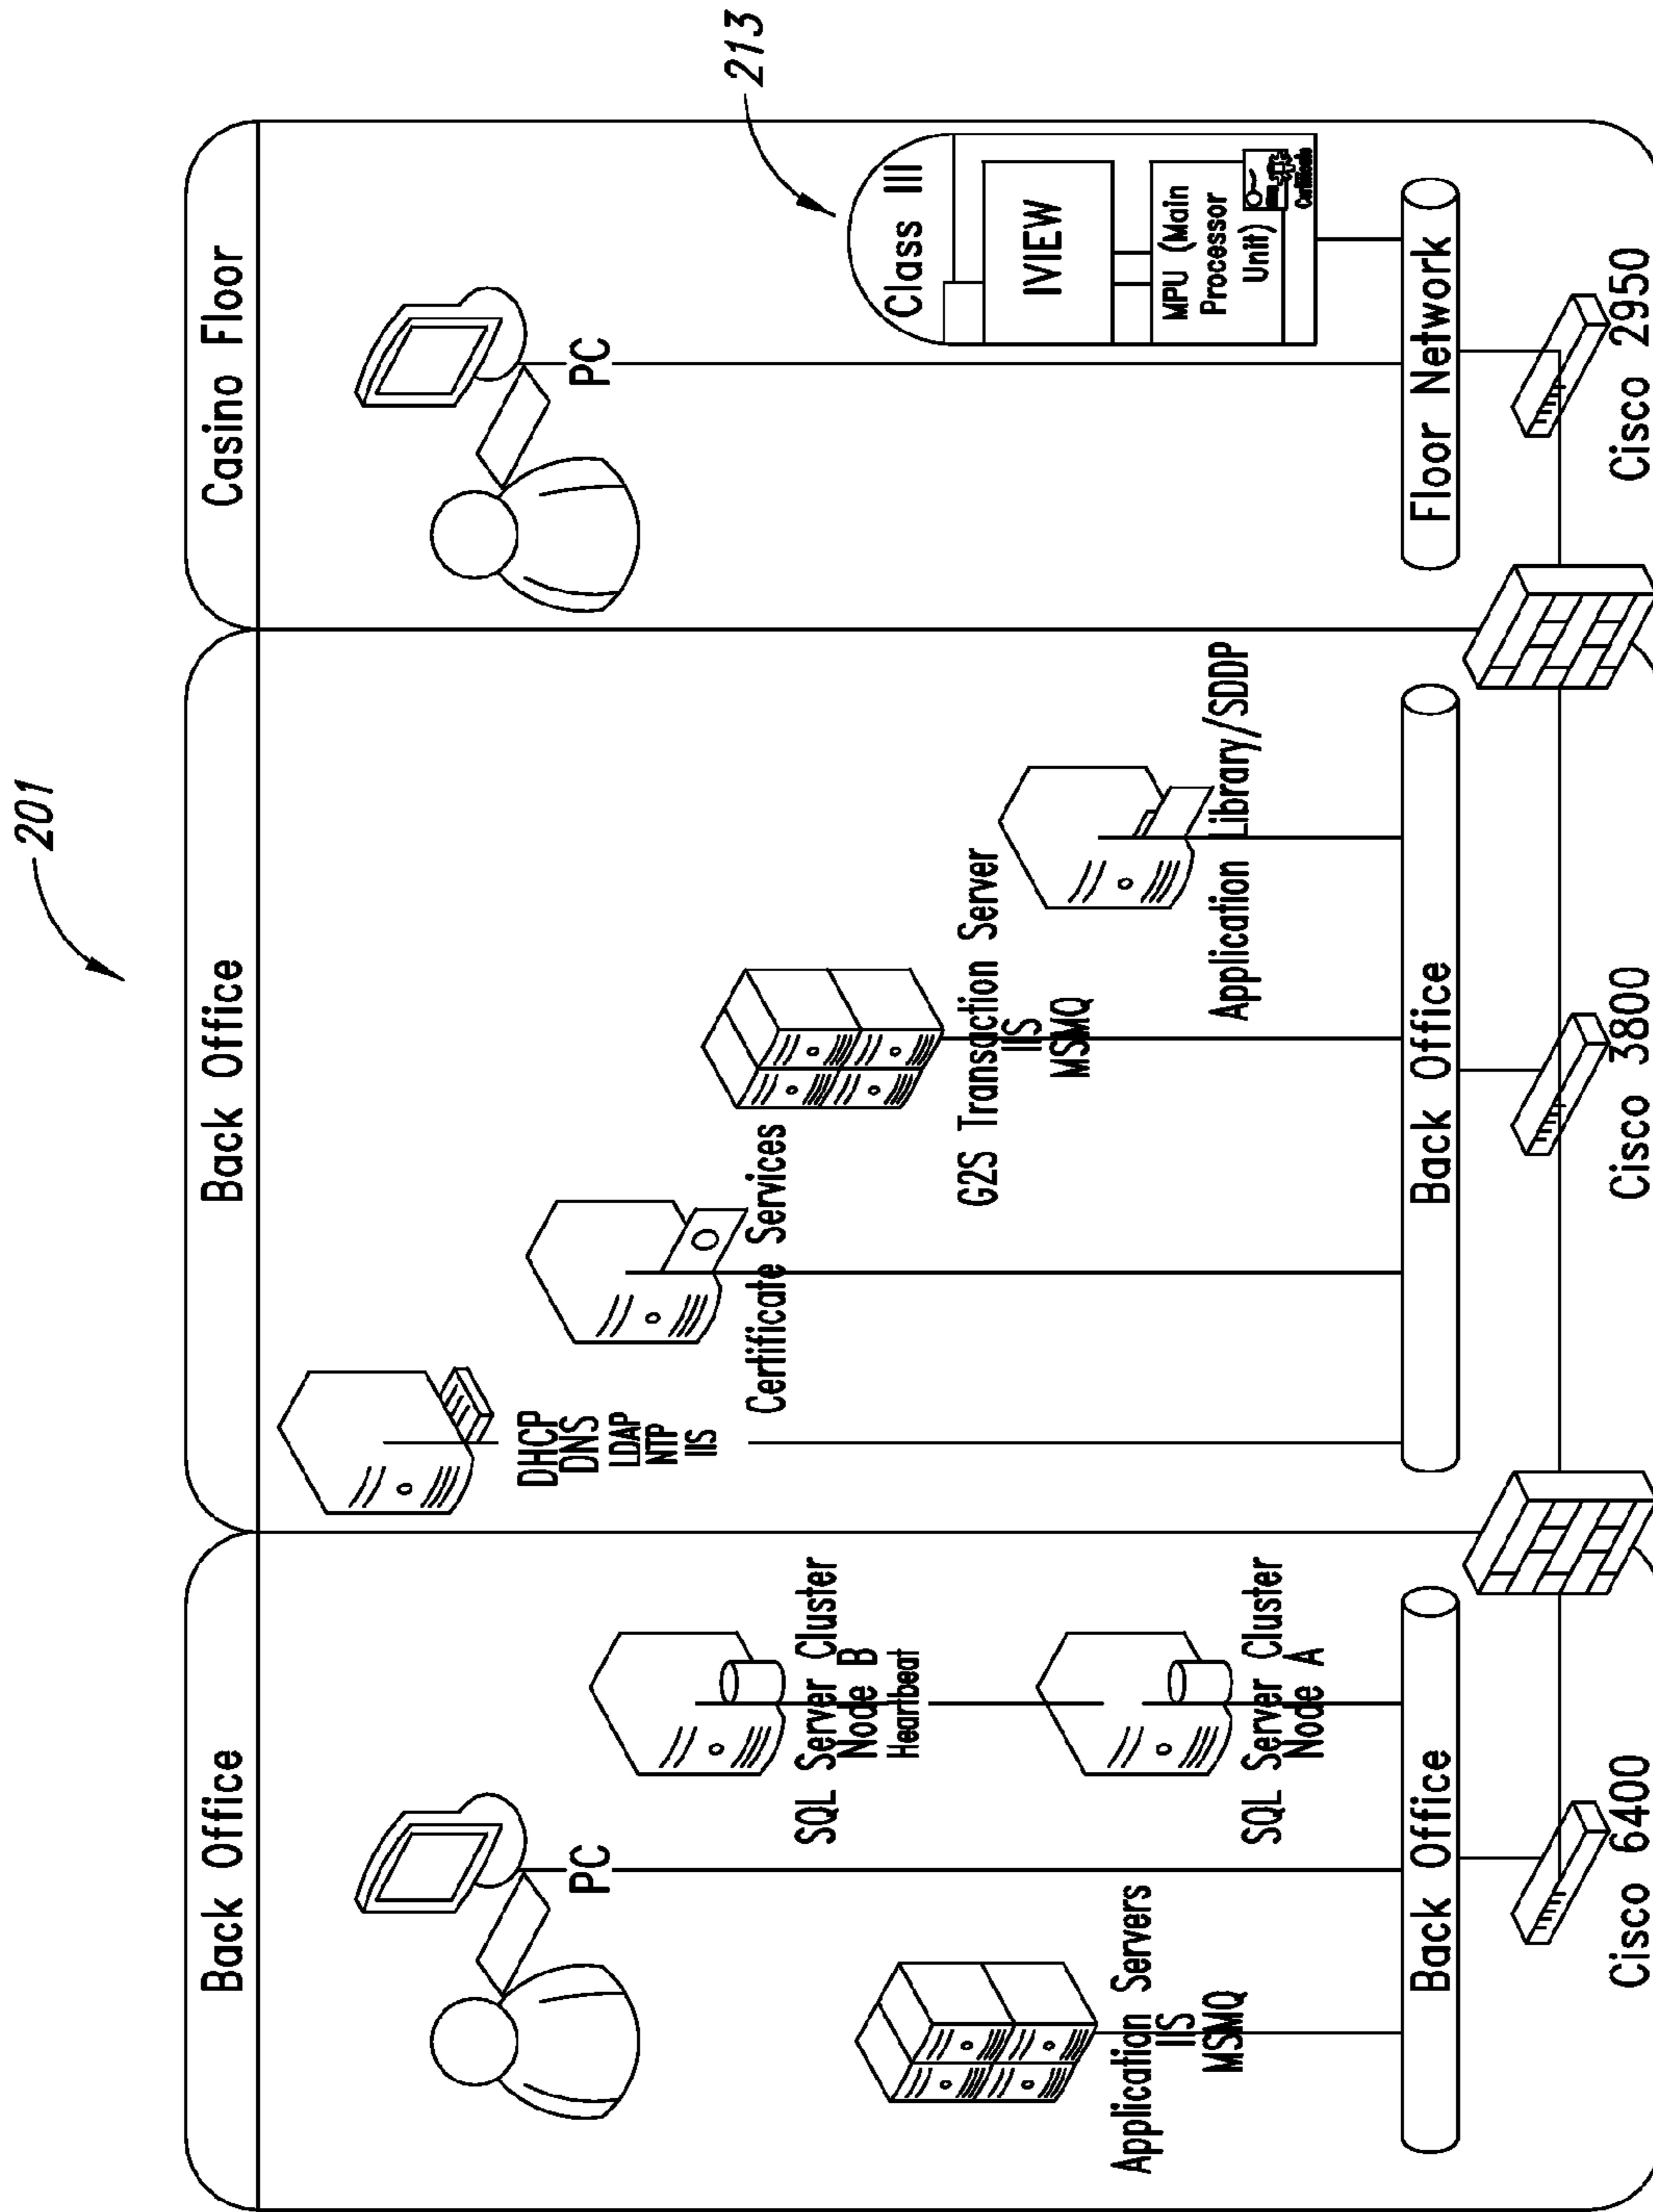 201
Back Office
Back Office
Casino Floor
PC
SQL Server Cluster
Node B
Heartbeat
SQL Server Cluster
Node A
Application Servers
IIS
MSMQ
Back Office
Cisco 6400
DHCP
DNS
LDAP
NTP
IIS
Certificate Services
G2S Transaction Server
IIS
MSMQ
Application Library/SDDP
Back Office
Cisco 3800
PC
213
Class III
IVIEW
MPU (Main
Processor
Unit)
Certificate
Floor Network
Cisco 2950